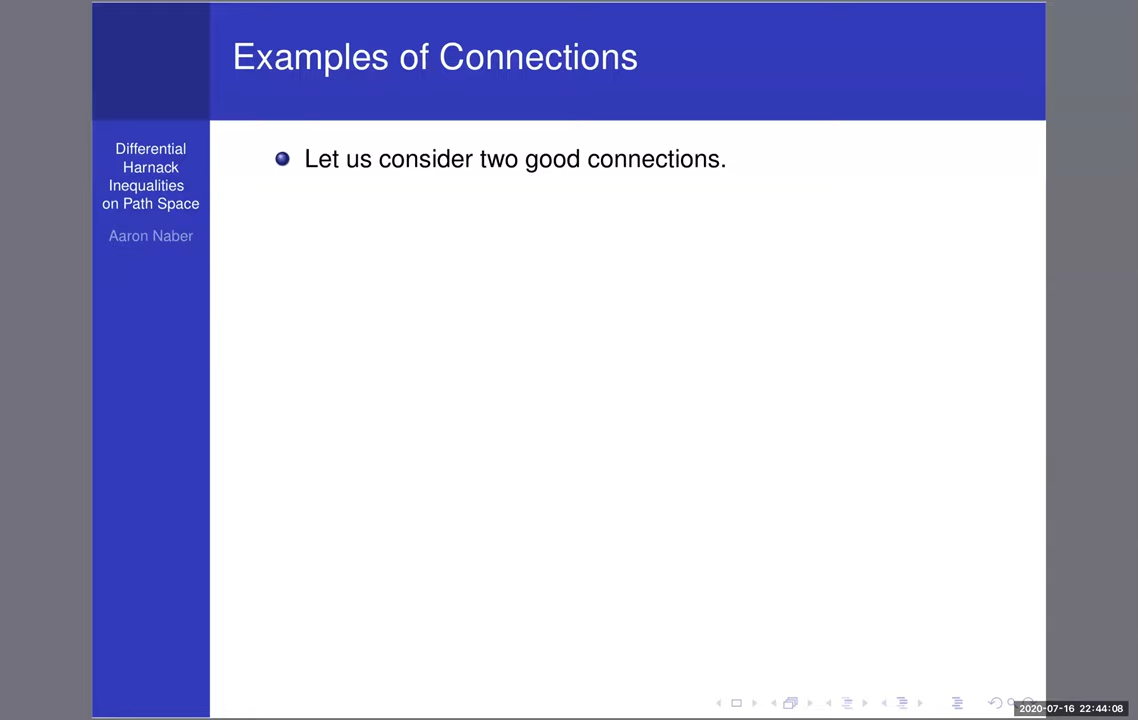 Examples of Connections
Differential
Harnack
Inequalities
on Path Space
Aaron Naber
Let us consider two good connections.
2020-07-16 22:44:08